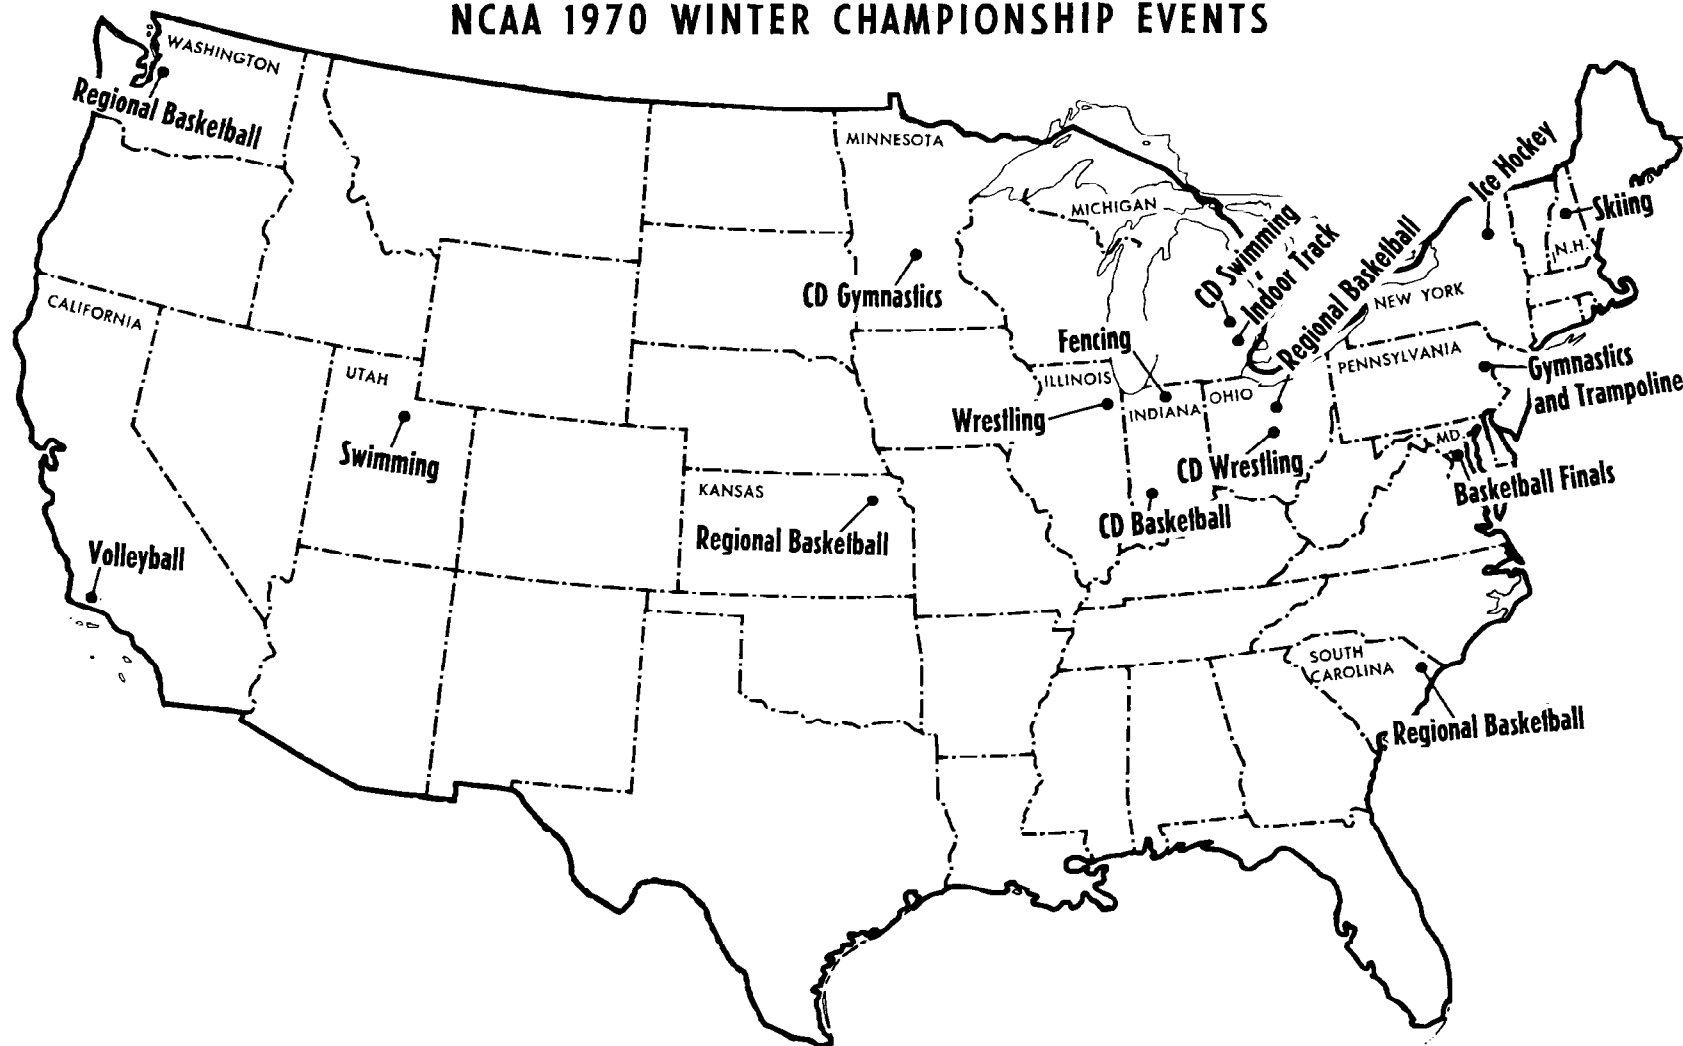 NCAA 1970 WINTER CHAMPIONSHIP EVENTS
WASHINGTON
Regional Basketball
MINNESOTA
CD Gymnastics
MICHIGAN
CD Swimming
Indoor Track
Regional Basketball
Ice Hockey
Skiing
N.H.
NEW YORK
CALIFORNIA
UTAH
Swimming
Fencing
ILLINOIS
Wrestling
INDIANA
OHIO
PENNSYLVANIA
Gymnastics
and Trampoline
MD.
CD Wrestling
Basketball Finals
KANSAS
Regional Basketball
CD Basketball
Volleyball
SOUTH
CAROLINA
Regional Basketball